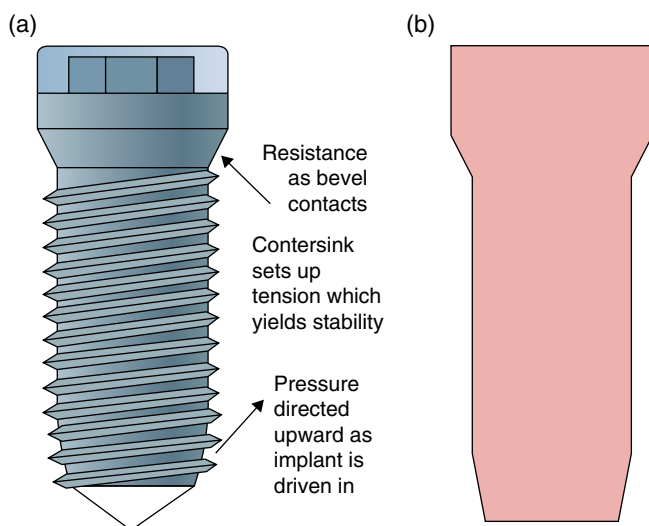 (a)
(b)
Resistance
as bevel
contacts
Contersink
sets up
tension which
yields stability
Pressure
directed
upward as
implant is
driven in